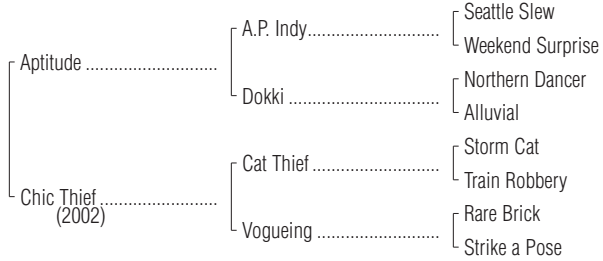 Seattle Slew
A.P. Indy..............................
Weekend Surprise
Aptitude ..............................
Northern Dancer
Dokki ..................................
Alluvial
Storm Cat
Cat Thief.............................
Train Robbery
Chic Thief...........................
(2002)
Rare Brick
Vogueing ............................
Strike a Pose